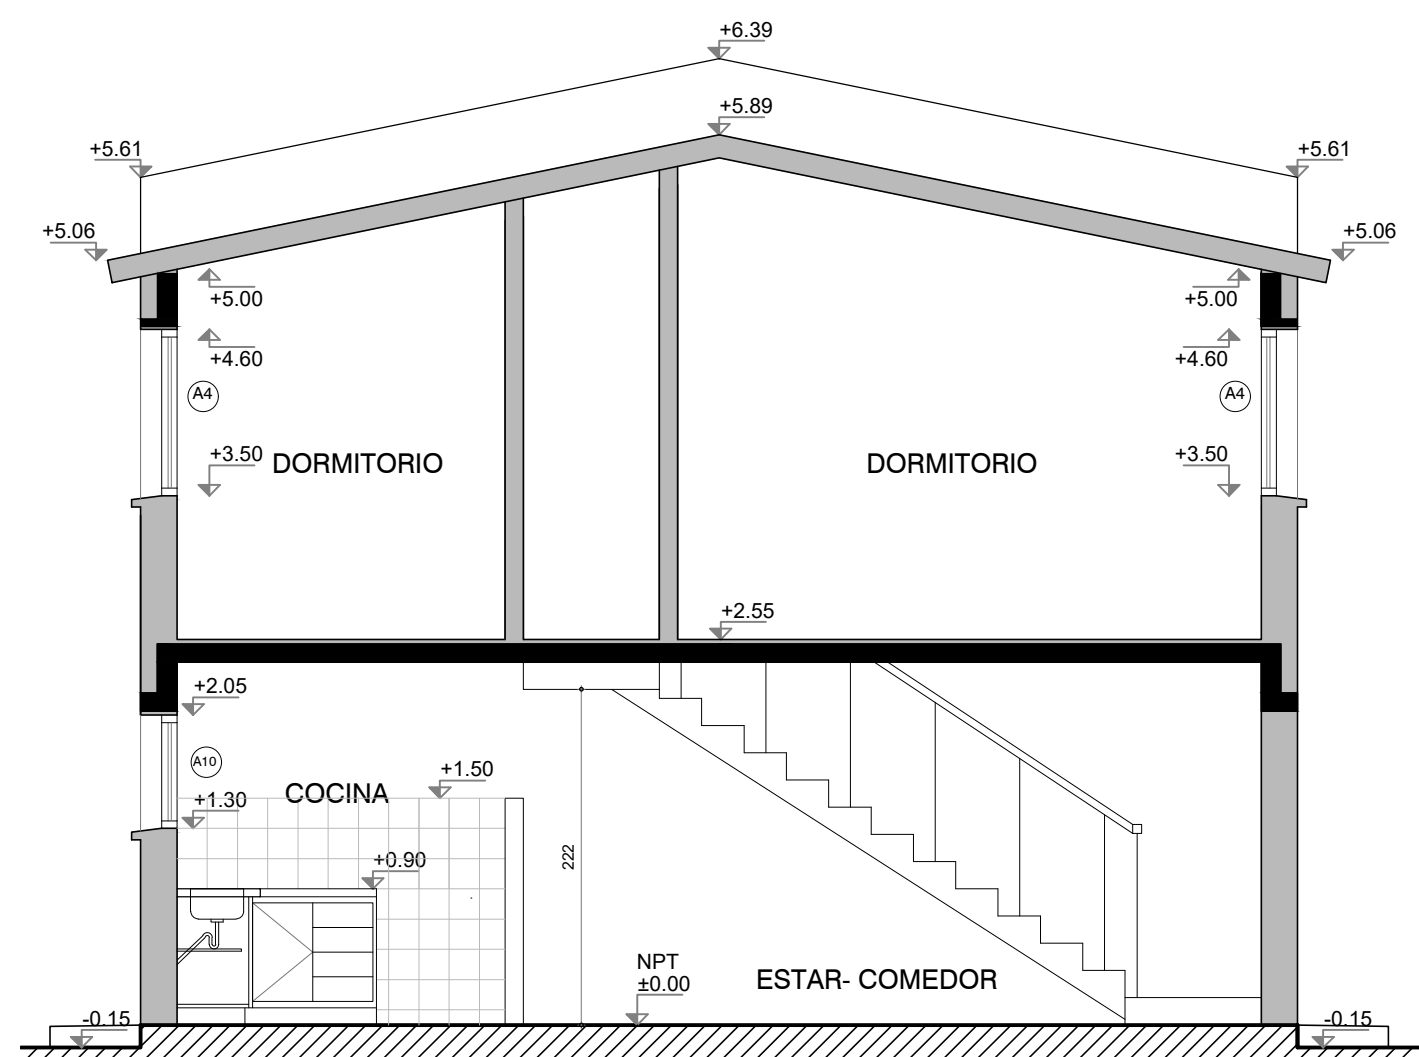 +6.39
+5.89
+5.61
+5.61
+5.06
+5.06
+5.00
+5.00
+4.60
+4.60
A4
A4
+3.50
DORMITORIO
DORMITORIO
+3.50
+2.55
+2.05
A10
+1.50
COCINA
+1.30
+0.90
222
NPT
±0.00
ESTAR- COMEDOR
-0.15
-0.15